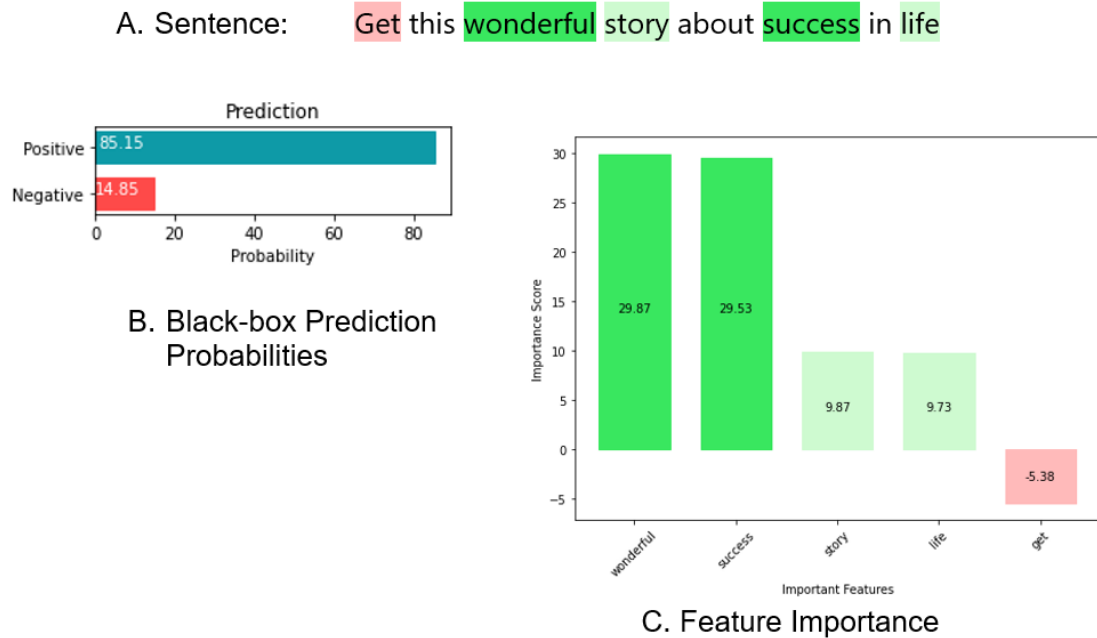 A. Sentence: Get this wonderful story about success in life
Prediction
Positive 85.15
Negative 14.85
0 20 40 60 80
Probability
B. Black-box Prediction
Probabilities
30
25
20
15
10
5
0
−5
Importance Score
29.87 29.53 9.87 9.73 -5.38
wonderful success story life get
Important Features
C. Feature Importance